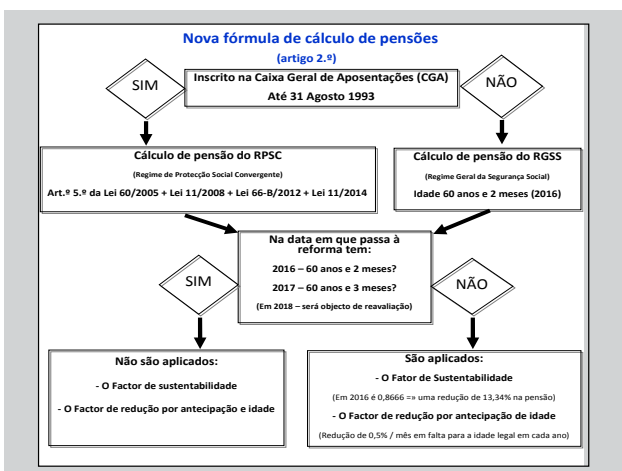 Nova fórmula de cálculo de pensões
(artigo 2.º)
SIM
Inscrito na Caixa Geral de Aposentações (CGA)
Até 31 Agosto 1993
NÃO
Cálculo de pensão do RPSC
(Regime de Protecção Social Convergente)
Art.º 5.º da Lei 60/2005 + Lei 11/2008 + Lei 66-B/2012 + Lei 11/2014
Cálculo de pensão do RGSS
(Regime Geral da Segurança Social)
Idade 60 anos e 2 meses (2016)
Na data em que passa à
reforma tem:
2016 – 60 anos e 2 meses?
2017 – 60 anos e 3 meses?
(Em 2018 – será objecto de reavaliação)
SIM
NÃO
Não são aplicados:
- O Factor de sustentabilidade
- O Factor de redução por antecipação e idade
São aplicados:
- O Fator de Sustentabilidade
(Em 2016 é 0,8666 => uma redução de 13,34% na pensão)
- O Factor de redução por antecipação de idade
(Redução de 0,5% / mês em falta para a idade legal em cada ano)